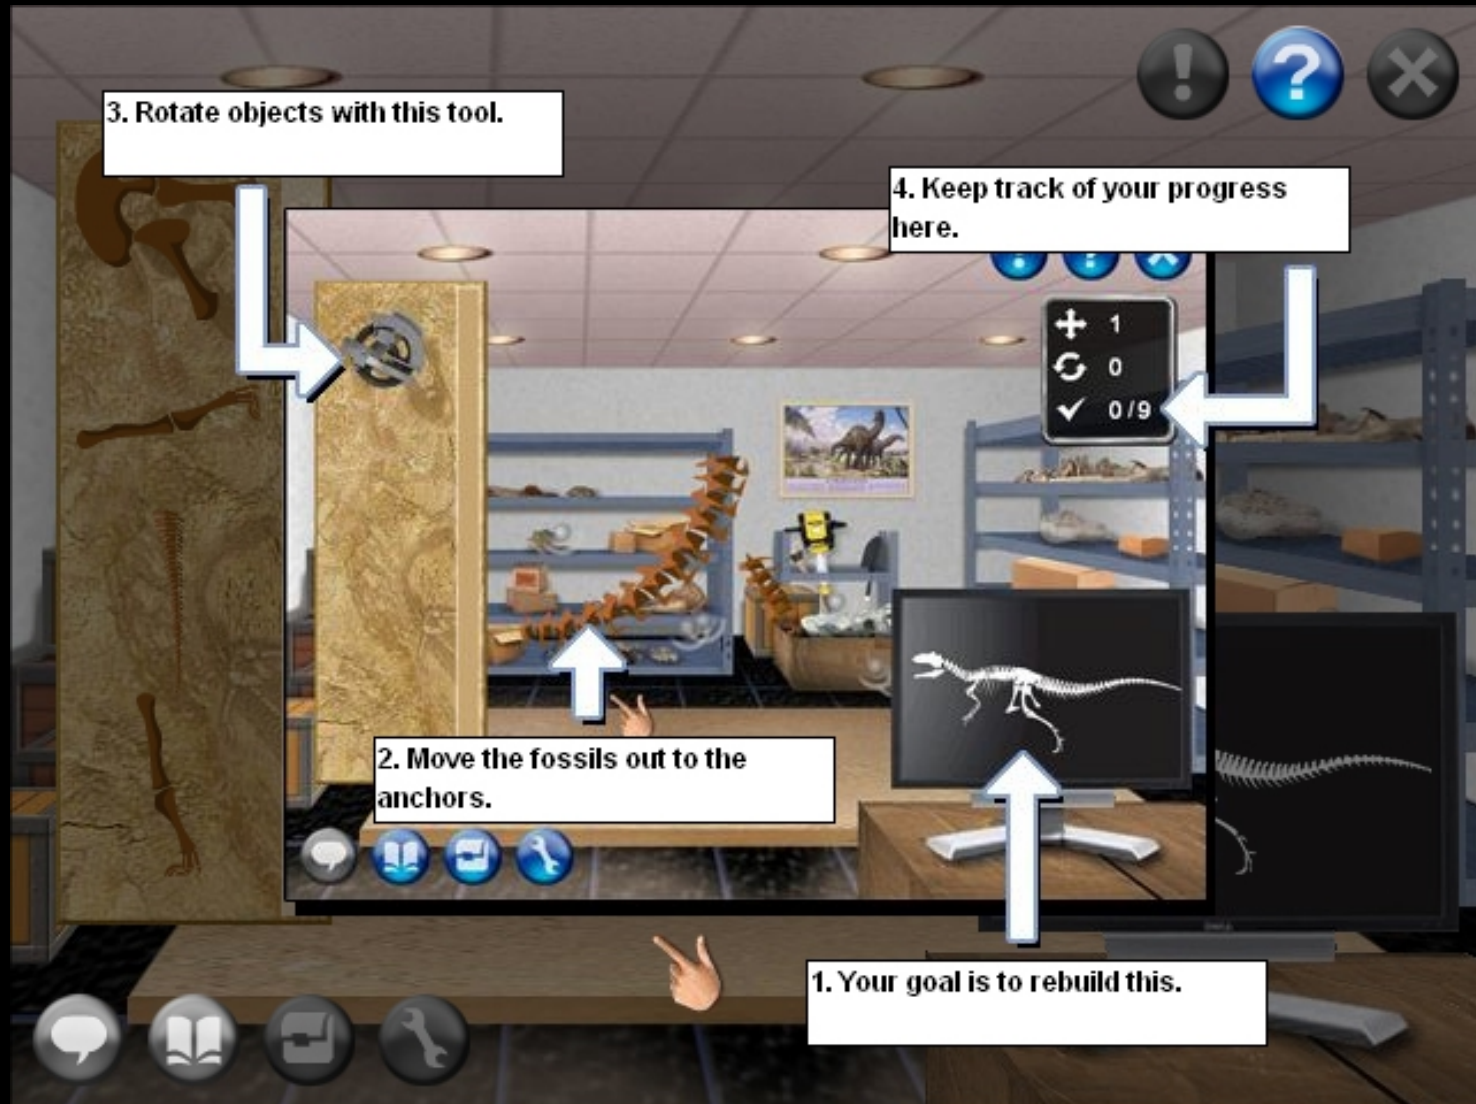 3. Rotate objects with this tool.
4. Keep track of your progress
here.
1
0
0/9
2. Move the fossils out to the
anchors.
1. Your goal is to rebuild this.